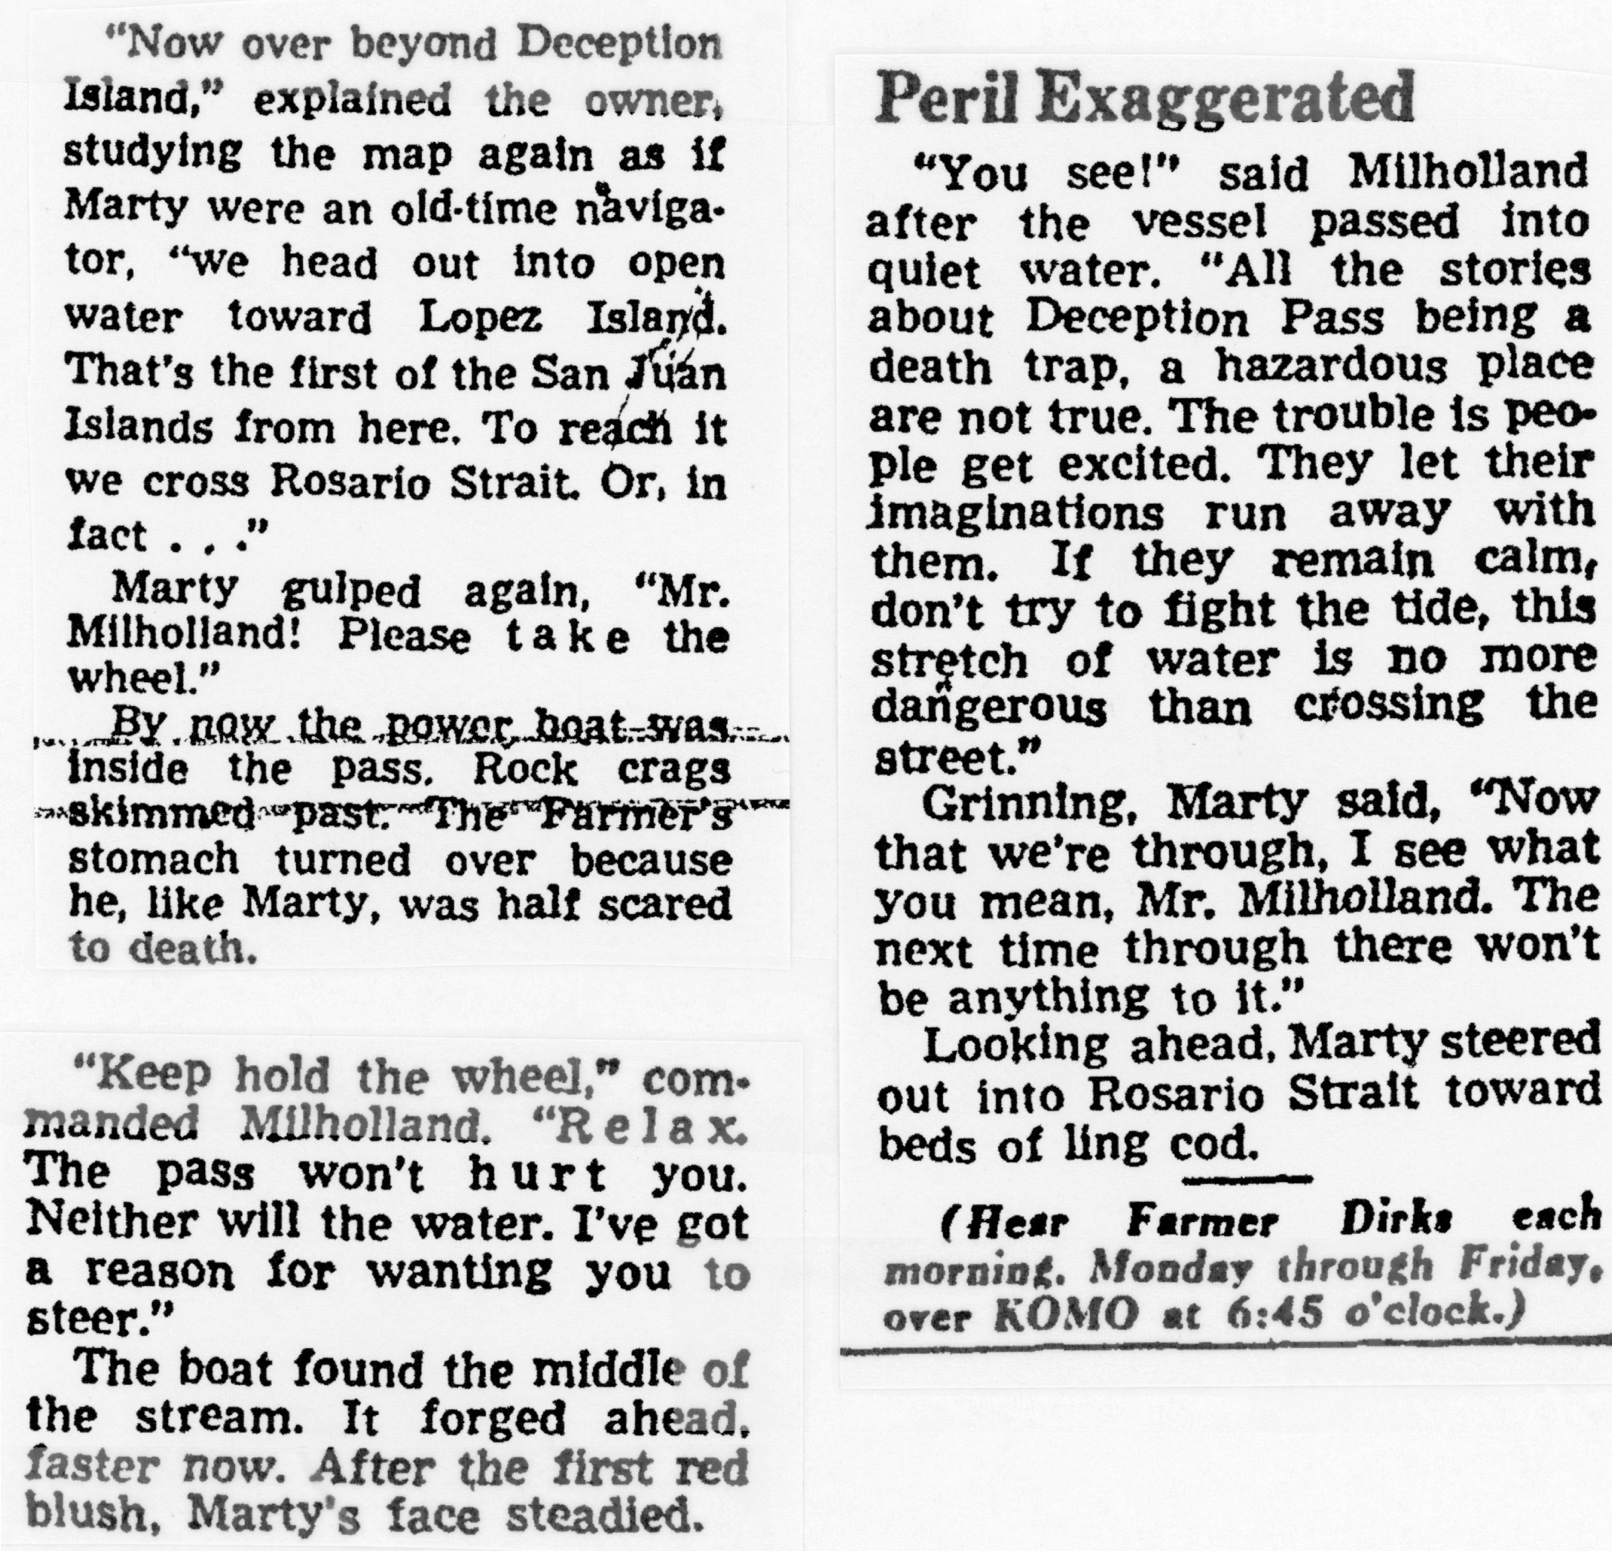 "Now over beyond Deception
Island," explained the owner,
studying the map again as if
Marty were an old-time naviga-
tor, "we head out into open
water toward Lopez Island.
That's the first of the San Juan
Islands from here. To reach it
we cross Rosario Strait. Or, in
fact . . ."
Marty gulped again, "Mr.
Milholland! Please take the
wheel."
By now the power boat was
inside the pass. Rock crags
skimmed past. The Farmer's
stomach turned over because
he, like Marty, was half scared
to death.
"Keep hold the wheel," com-
manded Milholland. "Relax.
The pass won't hurt you.
Neither will the water. I've got
a reason for wanting you to
steer."
The boat found the middle of
the stream. It forged ahead,
faster now. After the first red
blush, Marty's face steadied.
Peril Exaggerated
"You see!" said Milholland
after the vessel passed into
quiet water. "All the stories
about Deception Pass being a
death trap, a hazardous place
are not true. The trouble is peo-
ple get excited. They let their
imaginations run away with
them. If they remain calm,
don't try to fight the tide, this
stretch of water is no more
dangerous than crossing the
street."
Grinning, Marty said, "Now
that we're through, I see what
you mean, Mr. Milholland. The
next time through there won't
be anything to it."
Looking ahead, Marty steered
out into Rosario Strait toward
beds of ling cod.
(Hear Farmer Dirks each
morning, Monday through Friday,
over KOMO at 6:45 o'clock.)